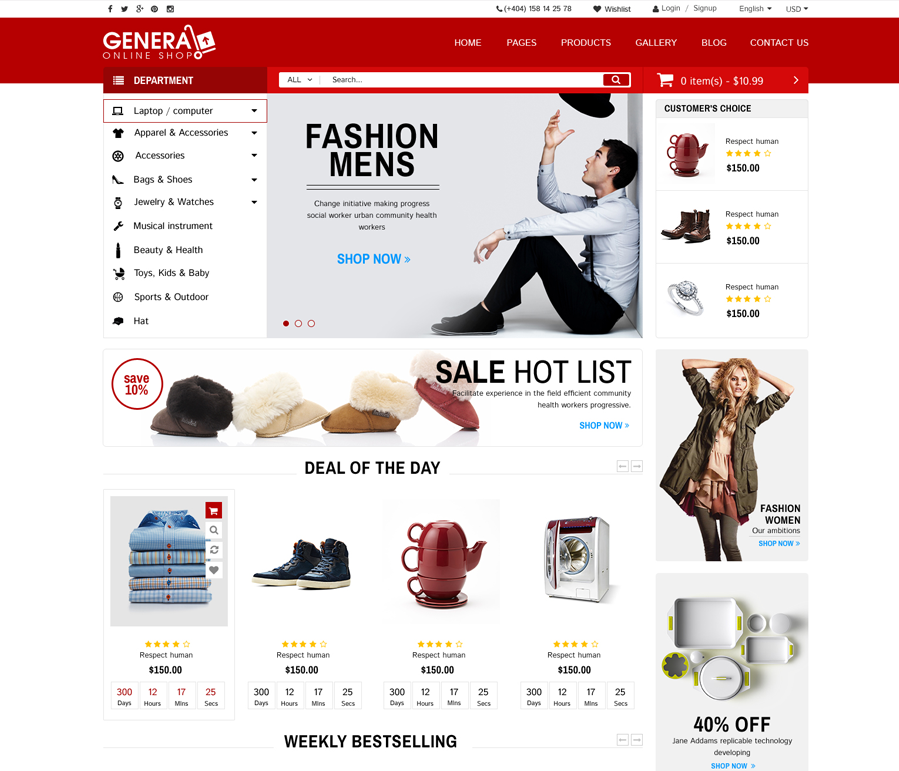 (+404) 158 14 25 78
Wishlist
Login / Signup
English
USD
GENERAL
ONLINE SHOP
HOME
PAGES
PRODUCTS
GALLERY
BLOG
CONTACT US
DEPARTMENT
ALL
Search...
0 item(s) - $10.99
Laptop / computer
Apparel & Accessories
Accessories
Bags & Shoes
Jewelry & Watches
Musical instrument
Beauty & Health
Toys, Kids & Baby
Sports & Outdoor
Hat
FASHION
MENS
Change initiative making progress
social worker urban community health
workers
SHOP NOW »
CUSTOMER'S CHOICE
Respect human
$150.00
Respect human
$150.00
Respect human
$150.00
save
10%
SALE HOT LIST
Facilitate experience in the field efficient community
health workers progressive.
SHOP NOW »
FASHION
WOMEN
Our ambitions
SHOP NOW »
DEAL OF THE DAY
Respect human
$150.00
300 12 17 25
Days Hours Mins Secs
Respect human
$150.00
300 12 17 25
Days Hours Mins Secs
Respect human
$150.00
300 12 17 25
Days Hours Mins Secs
Respect human
$150.00
300 12 17 25
Days Hours Mins Secs
40% OFF
Jane Addams replicable technology
developing
SHOP NOW »
WEEKLY BESTSELLING